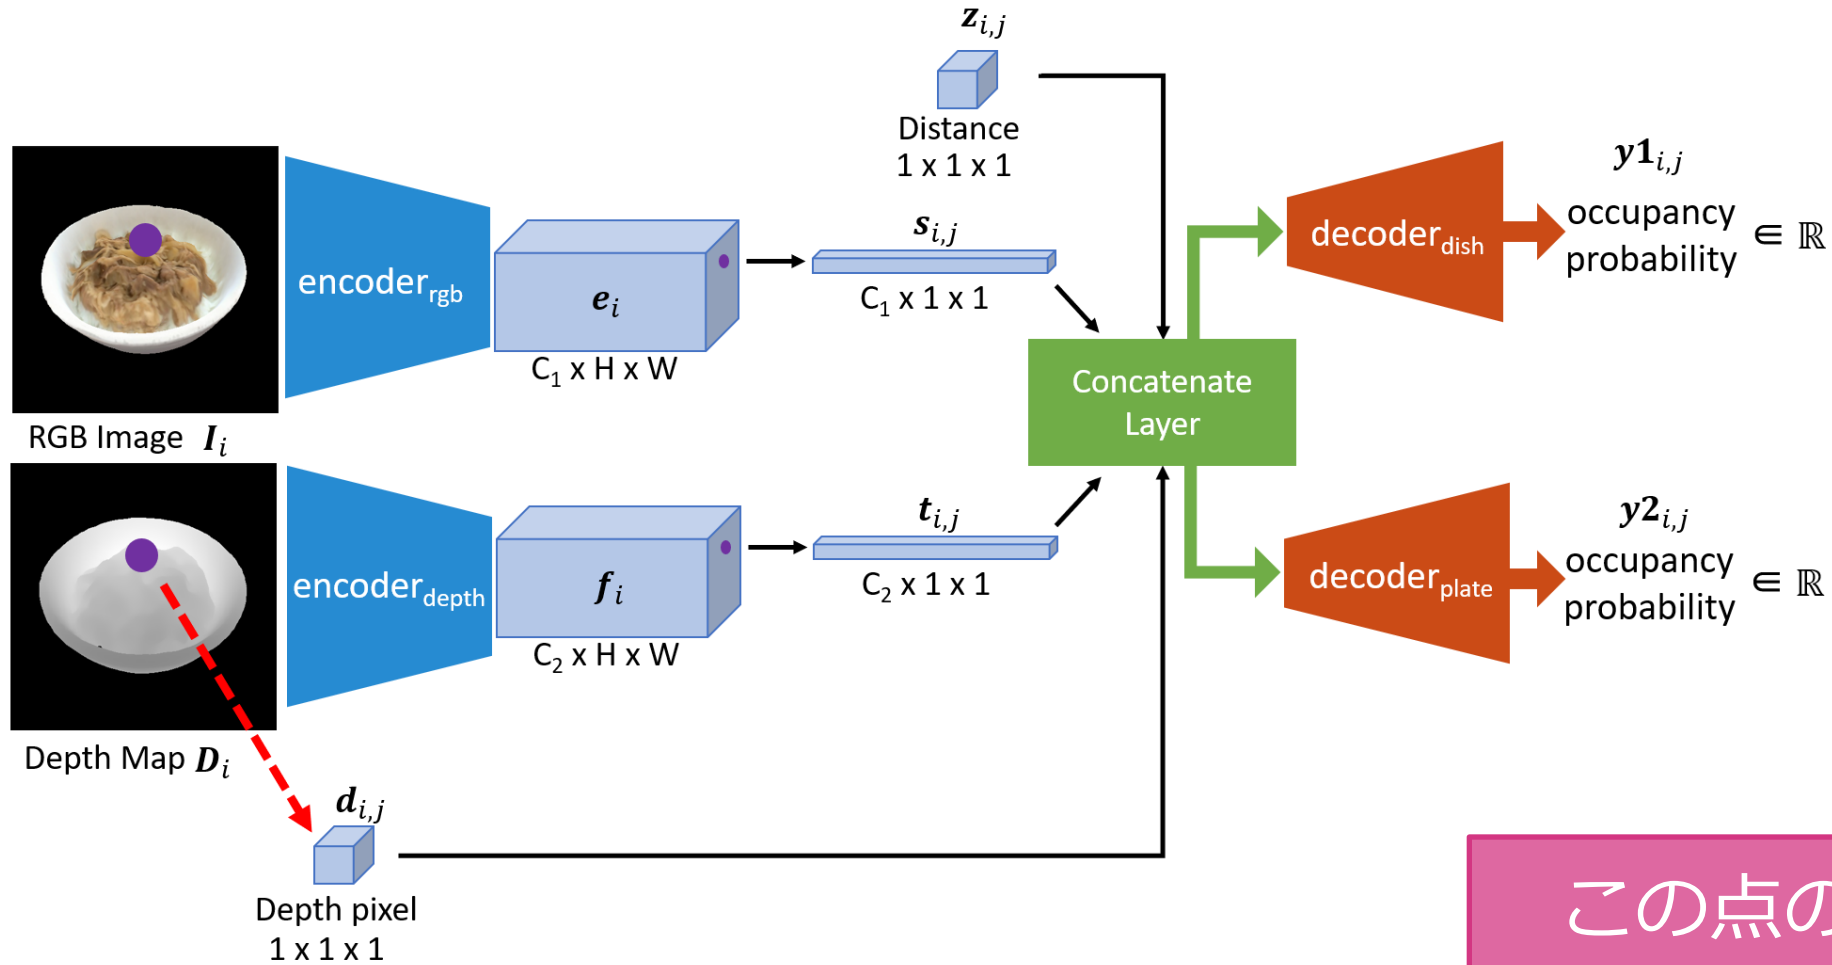 z_{i,j}
Distance
1 x 1 x 1
RGB Image I_i
encoder_rgb
e_i
C_1 x H x W
s_{i,j}
C_1 x 1 x 1
Concatenate
Layer
decoder_dish
y1_{i,j}
occupancy
probability
∈ ℝ
Depth Map D_i
encoder_depth
f_i
C_2 x H x W
t_{i,j}
C_2 x 1 x 1
decoder_plate
y2_{i,j}
occupancy
probability
∈ ℝ
d_{i,j}
Depth pixel
1 x 1 x 1
この点の